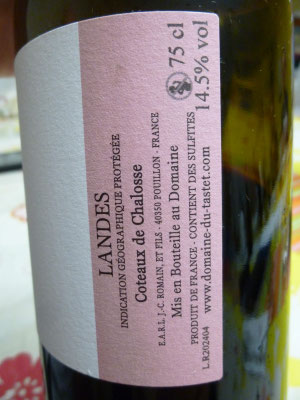 LANDES
INDICATION GÉOGRAPHIQUE PROTÉGÉE
Coteaux de Chalosse
E.A.R.L. J.-C. ROMAIN, ET FILS - 40350 POUILLON - FRANCE
Mis en Bouteille au Domaine
75 cl
PRODUIT DE FRANCE - CONTIENT DES SULFITES
14.5% vol
L.R202404 www.domaine-du-tastet.com